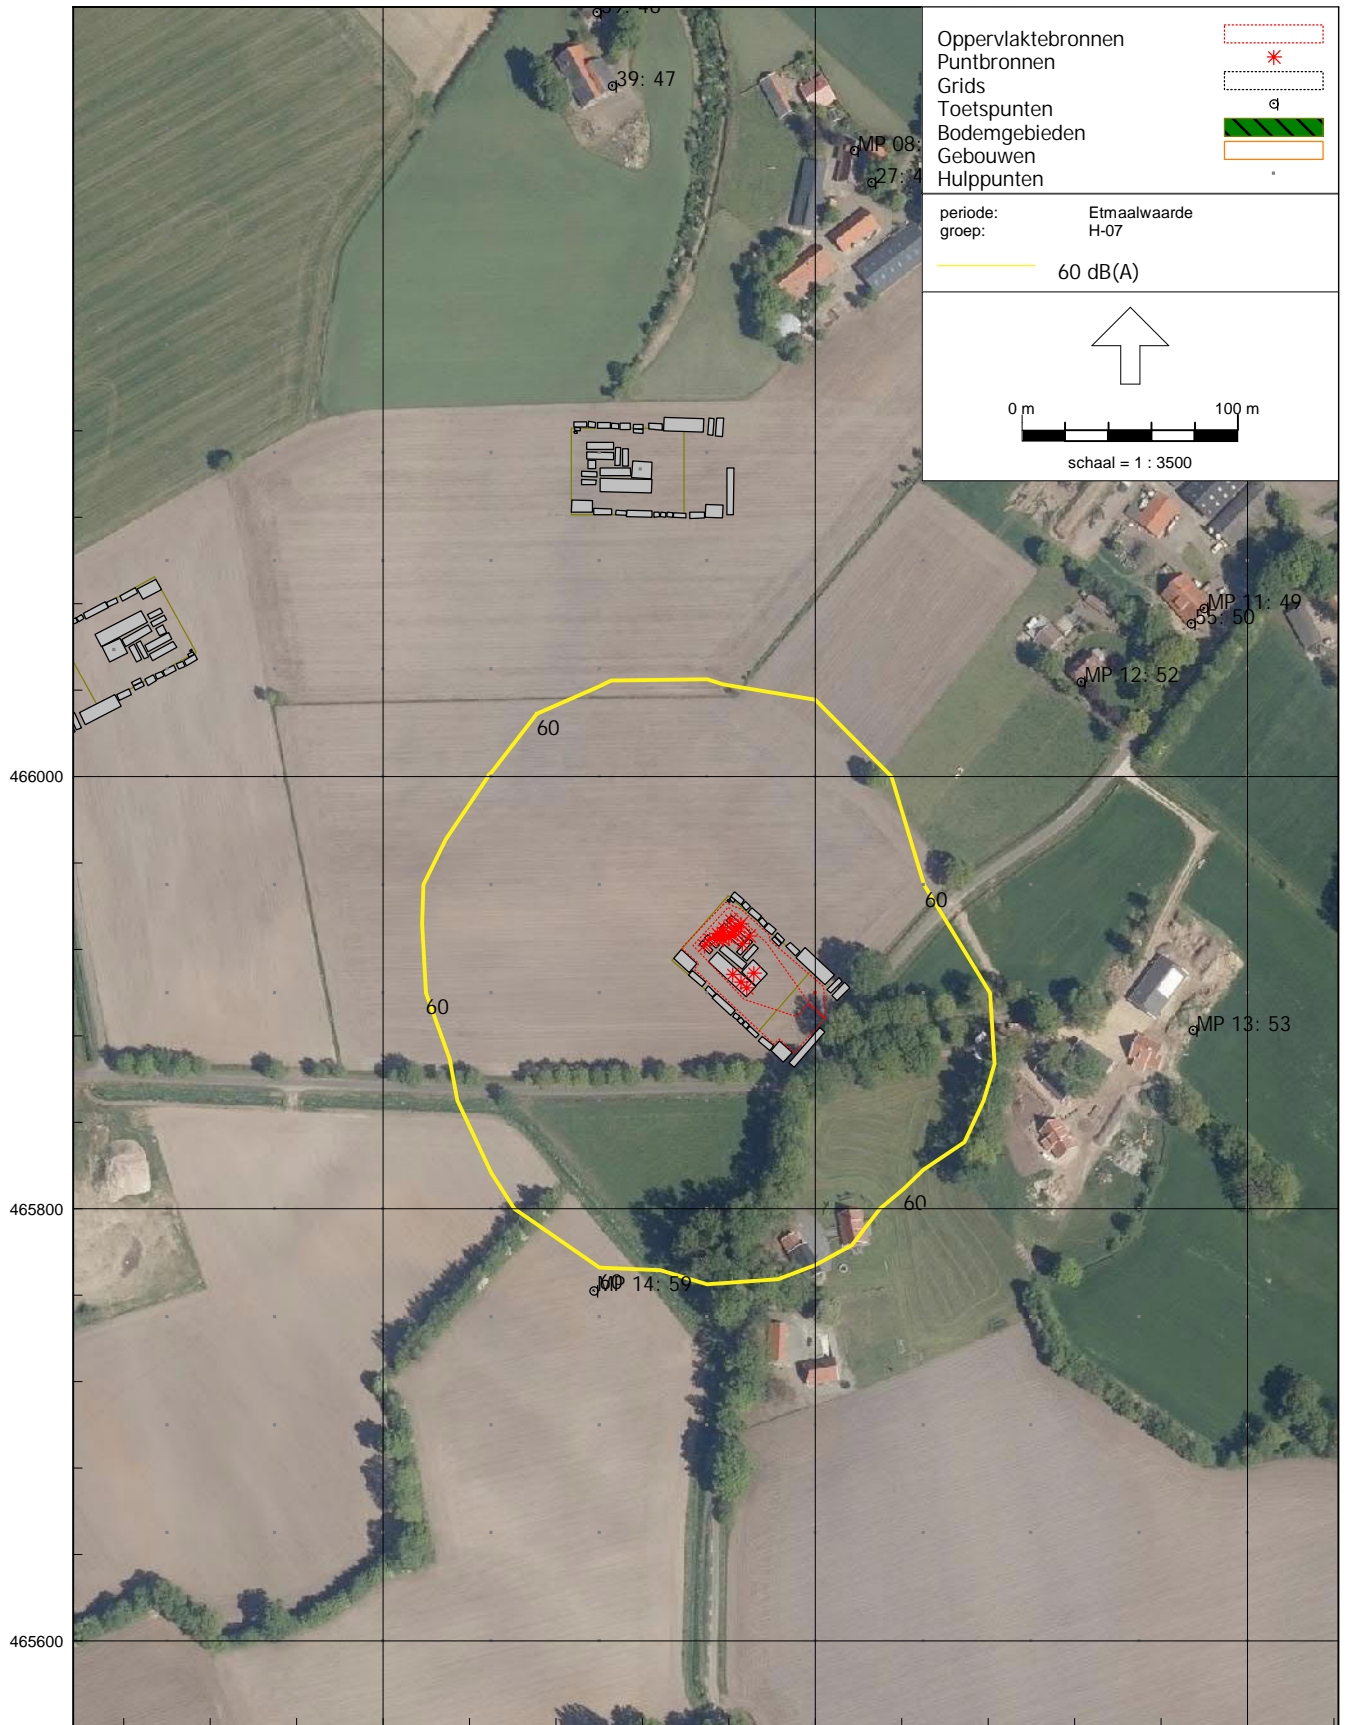 Oppervlaktebronnen
Puntbronnen
Grids
Toetspunten
Bodemgebieden
Gebouwen
Hulppunten
periode: Etmaalwaarde
groep: H-07
60 dB(A)
0 m 100 m
schaal = 1 : 3500
39: 47
MP 08:
27: 4
MP 11: 49
55: 50
MP 12: 52
60
466000
60
60
MP 13: 53
60
465800
60
MP 14: 59
465600